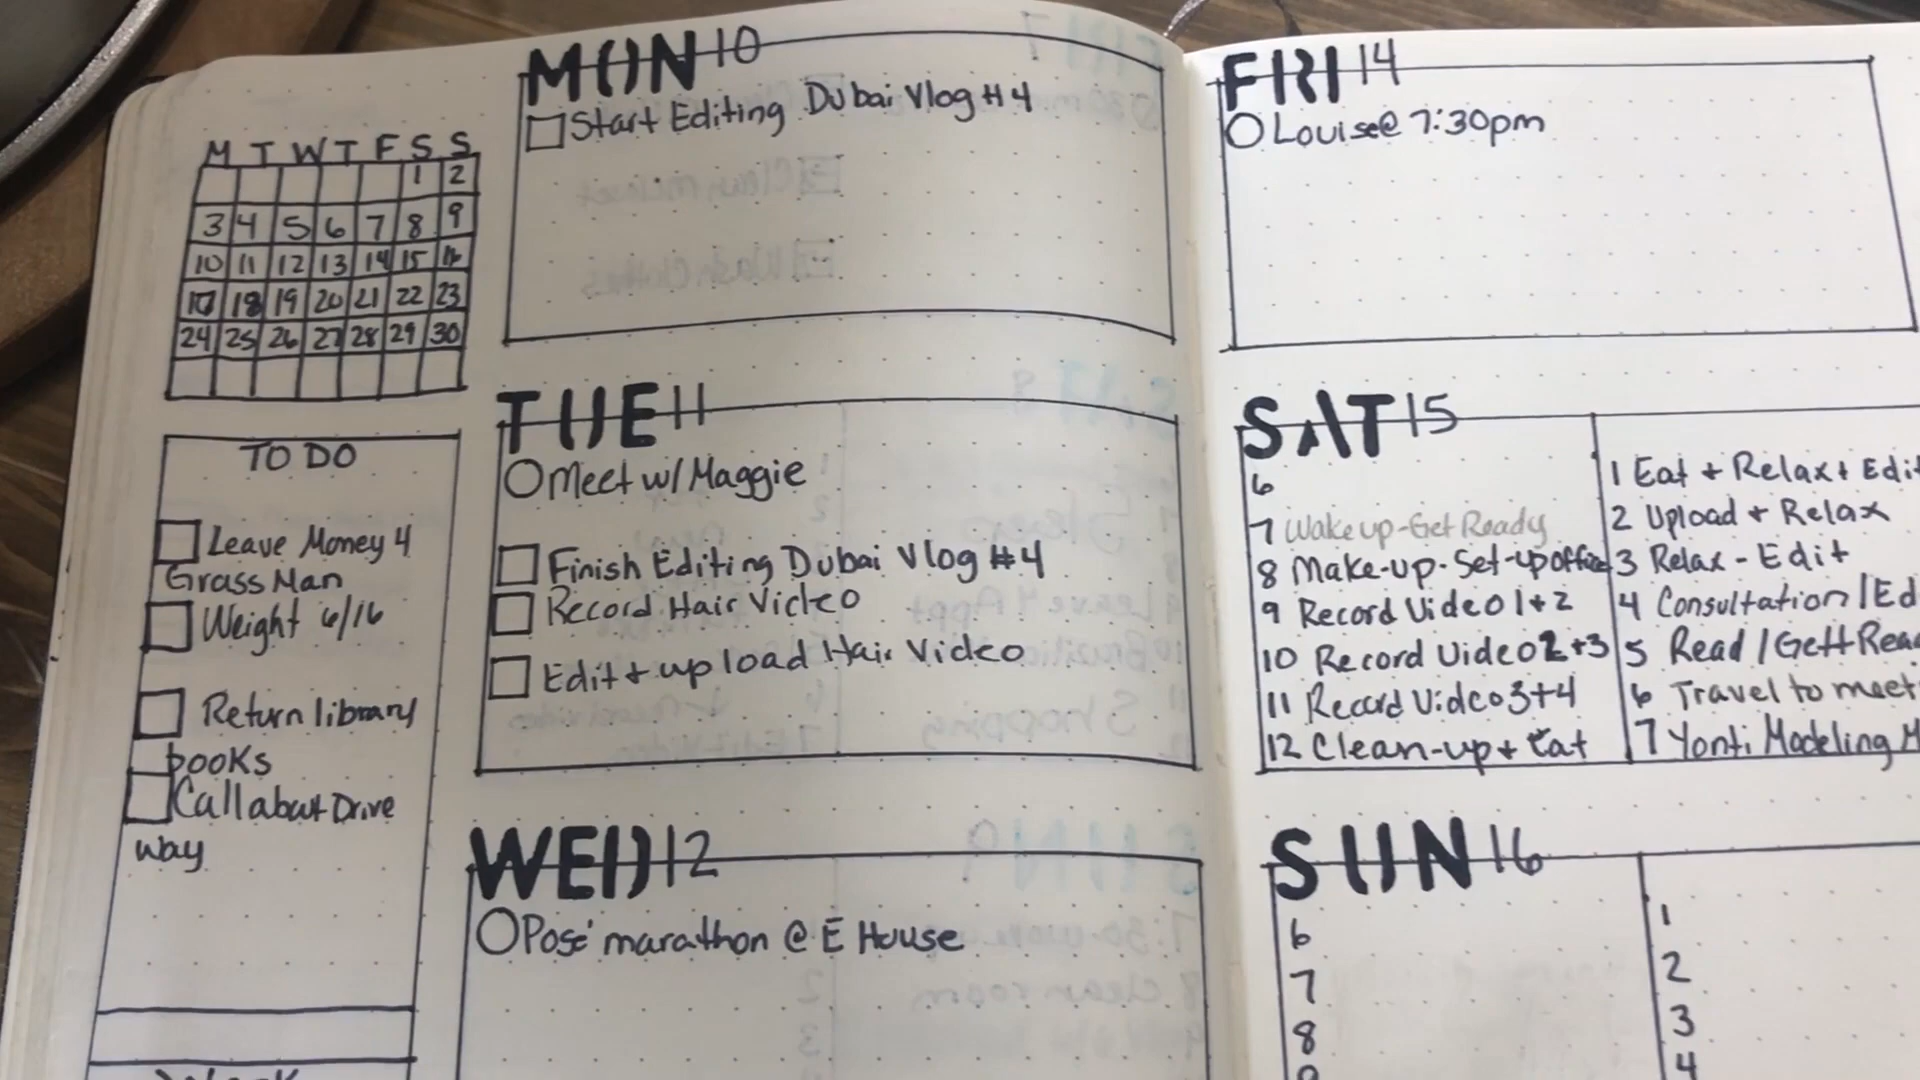 M T W T F S S
1 2
3 4 5 6 7 8 9
10 11 12 13 14 15 16
17 18 19 20 21 22 23
24 25 26 27 28 29 30
TO DO
Leave Money 4
Grass Man
Weight 6/16
Return library
books
Call about Drive
way
MON 10
Start Editing Dubai Vlog #4
TUE 11
Meet w/ Maggie
Finish Editing Dubai Vlog #4
Record Hair Video
Edit + upload Hair Video
WED 12
Posé marathon @ E House
FRI 14
Louise @ 7:30pm
SAT 15
6
7 Wake up - Get Ready
8 Make-up - Set-up office
9 Record Video 1+2
10 Record Video 2+3
11 Record Video 3+4
12 Clean-up + Eat
1 Eat + Relax + Edit
2 Upload + Relax
3 Relax - Edit
4 Consultation / Ed
5 Read / Gett Rea
6 Travel to meet
7 Yonti Modeling M
SUN 16
6
7
8
9
1
2
3
4